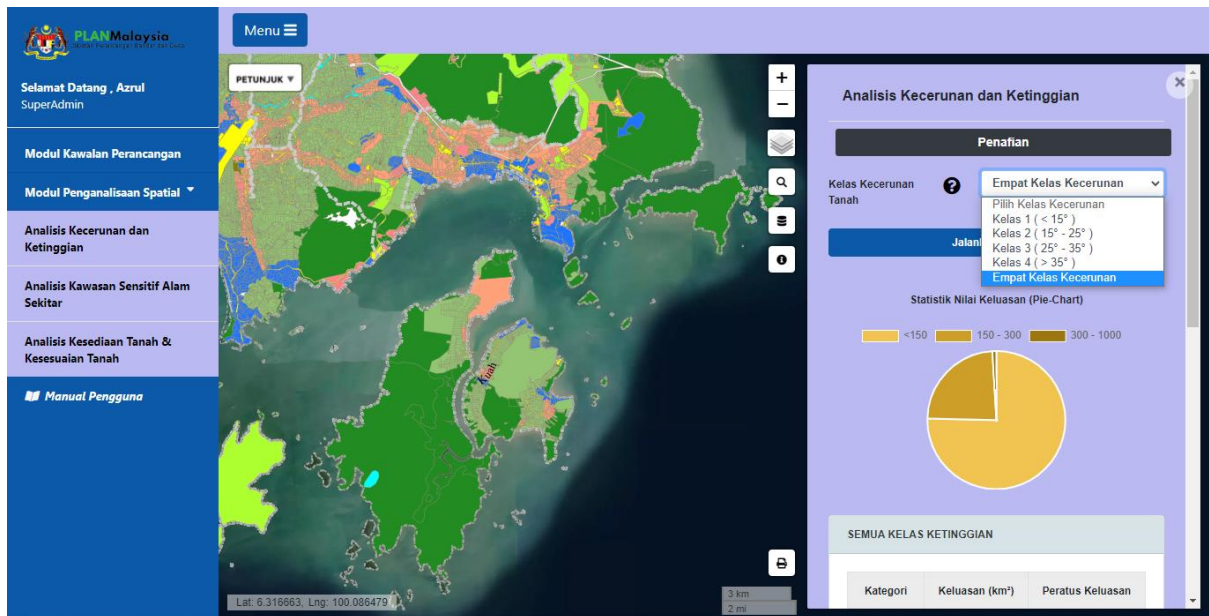 PLANMalaysia
Menu
Selamat Datang , Azrul
SuperAdmin
Modul Kawalan Perancangan
Modul Penganalisaan Spatial
Analisis Kecerunan dan
Ketinggian
Analisis Kawasan Sensitif Alam
Sekitar
Analisis Kesediaan Tanah &
Kesesuaian Tanah
Manual Pengguna
PETUNJUK
+
−
Kuah
Lat: 6.316663, Lng: 100.086479
3 km
2 mi
Analisis Kecerunan dan Ketinggian
Penafian
Kelas Kecerunan
Tanah
Empat Kelas Kecerunan
Pilih Kelas Kecerunan
Kelas 1 ( < 15° )
Kelas 2 ( 15° - 25° )
Kelas 3 ( 25° - 35° )
Kelas 4 ( > 35° )
Empat Kelas Kecerunan
Statistik Nilai Keluasan (Pie-Chart)
<150 150 - 300 300 - 1000
SEMUA KELAS KETINGGIAN
Kategori Keluasan (km²) Peratus Keluasan